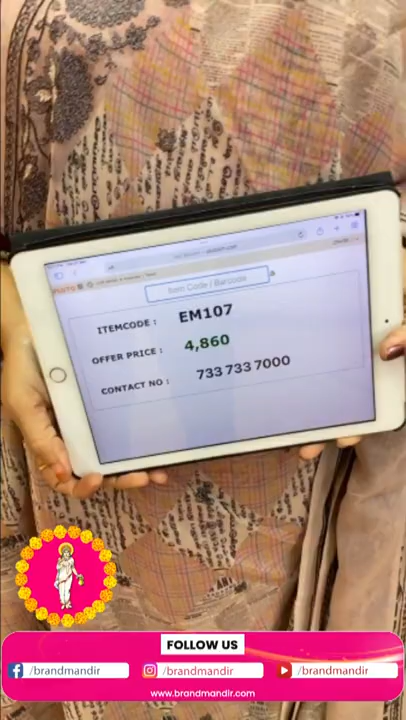 Item Code / Barcode
ITEMCODE : EM107
OFFER PRICE : 4,860
CONTACT NO : 733 733 7000
FOLLOW US
/brandmandir /brandmandir /brandmandir
www.brandmandir.com